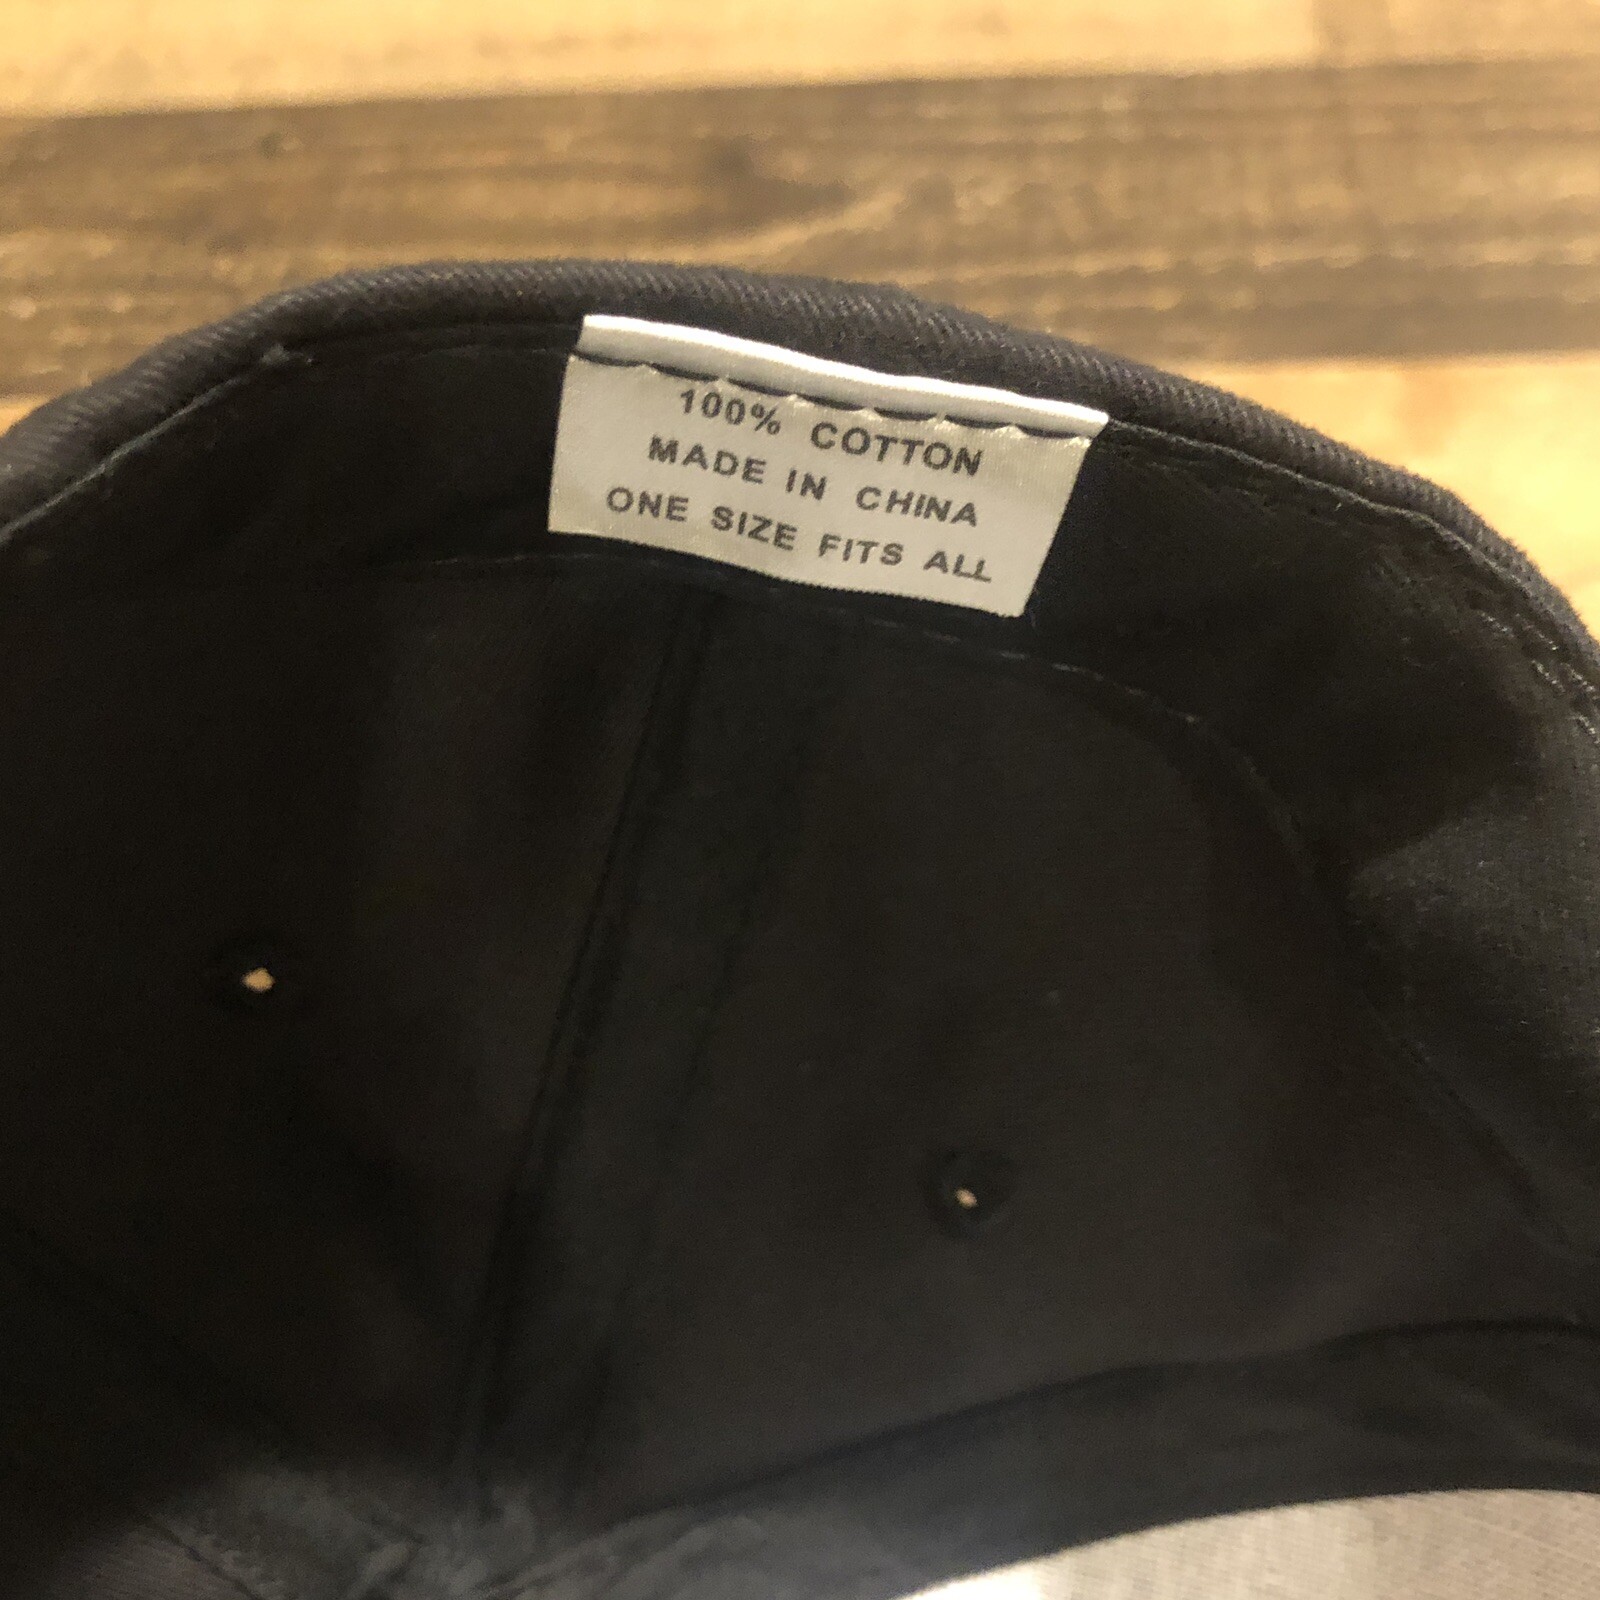 100% COTTON
MADE IN CHINA
ONE SIZE FITS ALL